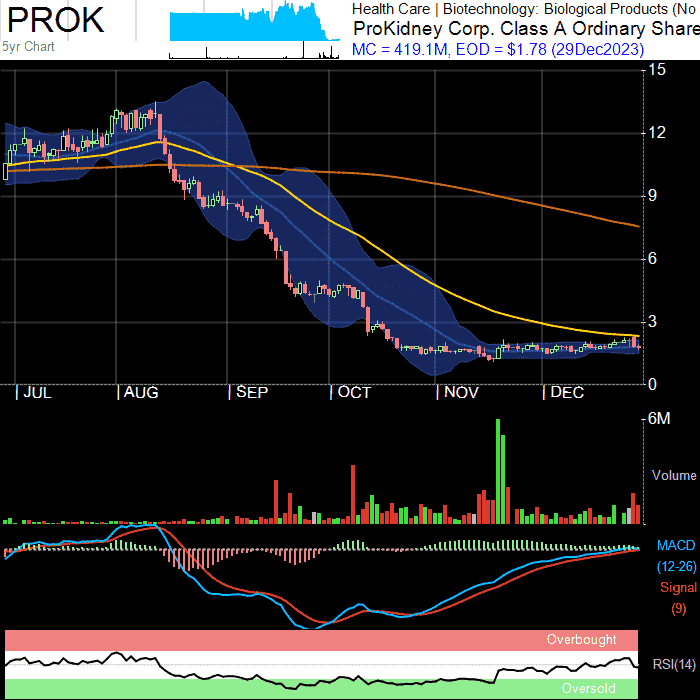 PROK
5yr Chart
Health Care | Biotechnology: Biological Products (No
ProKidney Corp. Class A Ordinary Share
MC = 419.1M, EOD = $1.78 (29Dec2023)
15
12
9
6
3
0
JUL AUG SEP OCT NOV DEC
6M
Volume
MACD
(12-26)
Signal
(9)
Overbought
RSI(14)
Oversold